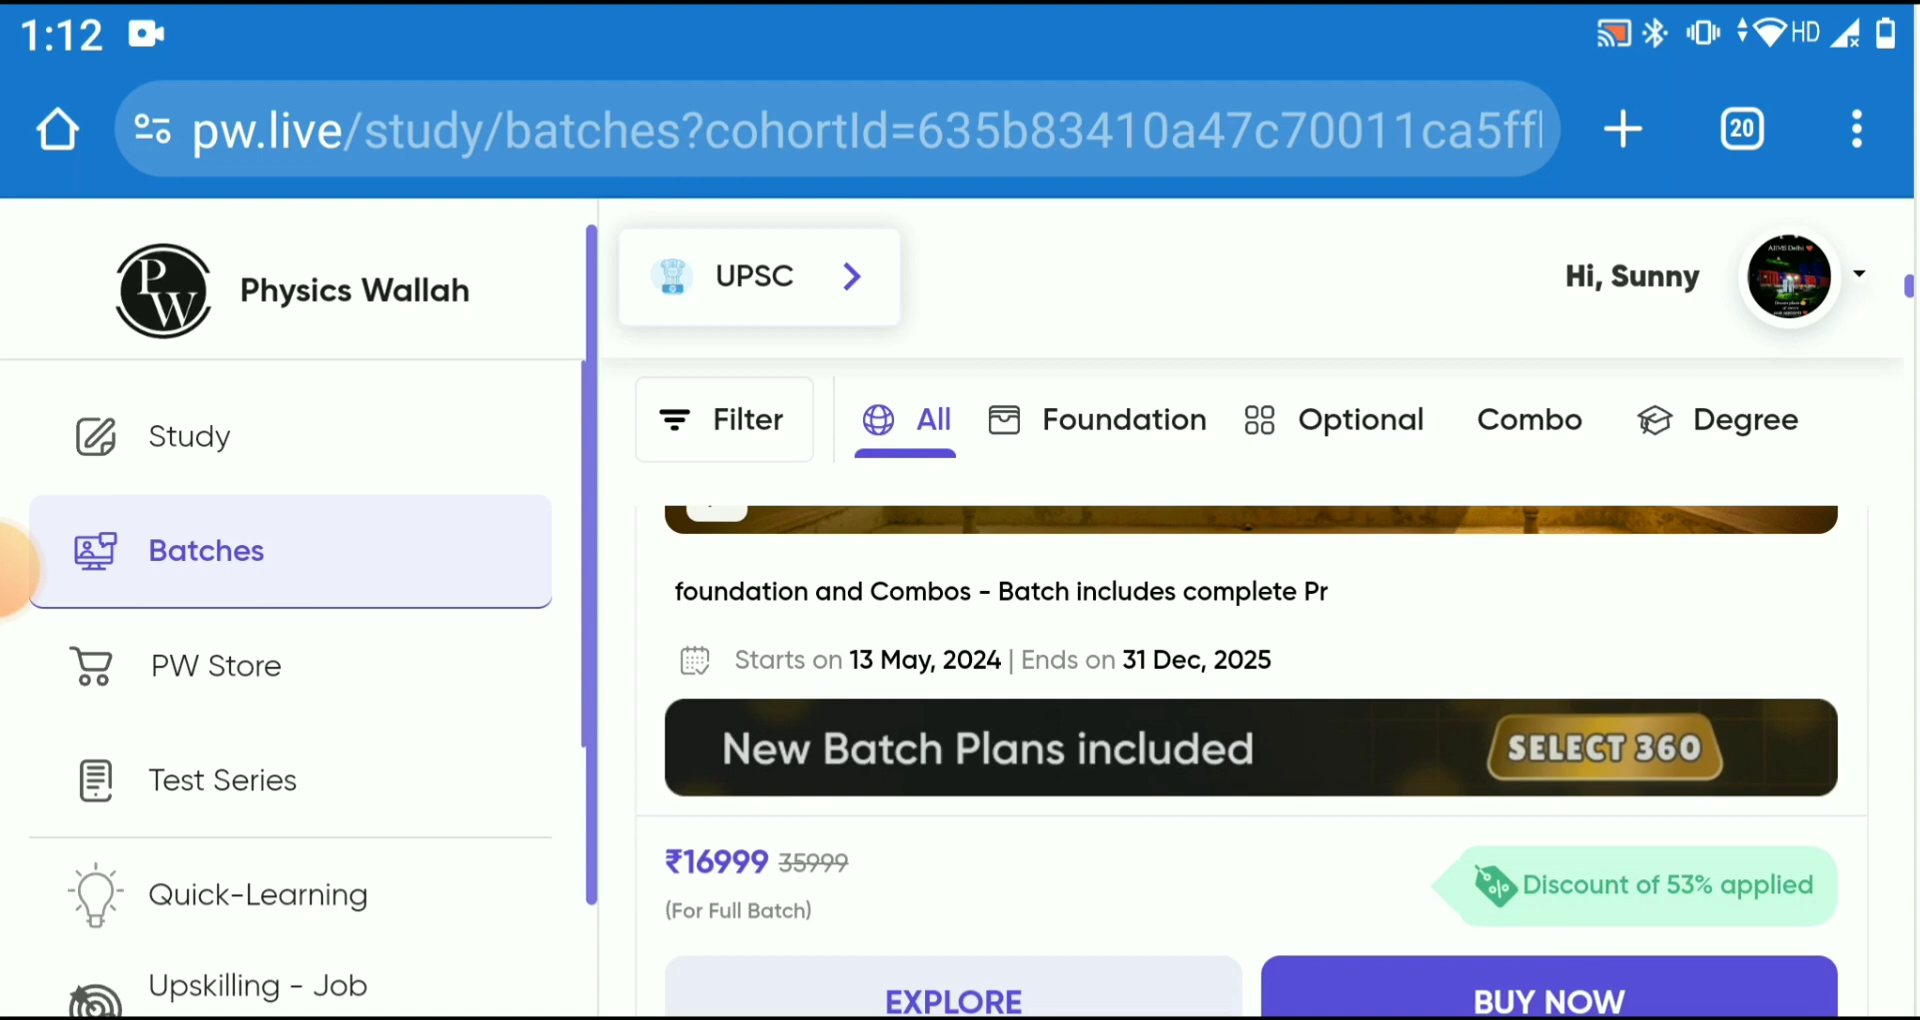 1:12
HD
pw.live/study/batches?cohortId=635b83410a47c70011ca5ff
20
PW
Physics Wallah
UPSC
Hi, Sunny
Filter
All
Foundation
Optional
Combo
Degree
Study
Batches
PW Store
Test Series
Quick-Learning
Upskilling - Job
foundation and Combos - Batch includes complete Pr
Starts on 13 May, 2024 | Ends on 31 Dec, 2025
New Batch Plans included
SELECT 360
₹16999 35999
(For Full Batch)
Discount of 53% applied
EXPLORE
BUY NOW